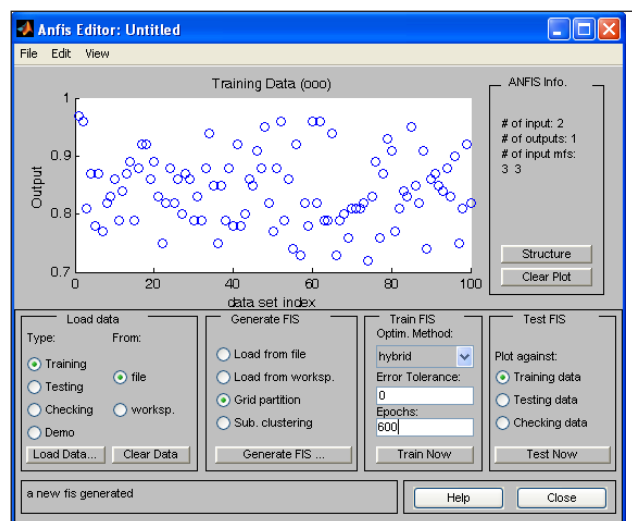 Anfis Editor: Untitled
File Edit View
Training Data (ooo)
1
0.9
0.8
0.7
Output
0 20 40 60 80 100
data set index
ANFIS Info.
# of input: 2
# of outputs: 1
# of input mfs:
3 3
Structure
Clear Plot
Load data
Type: From:
Training
Testing
Checking
Demo
file
worksp.
Load Data... Clear Data
Generate FIS
Load from file
Load from worksp.
Grid partition
Sub. clustering
Generate FIS ...
Train FIS
Optim. Method:
hybrid
Error Tolerance:
0
Epochs:
600
Train Now
Test FIS
Plot against:
Training data
Testing data
Checking data
Test Now
a new fis generated
Help Close